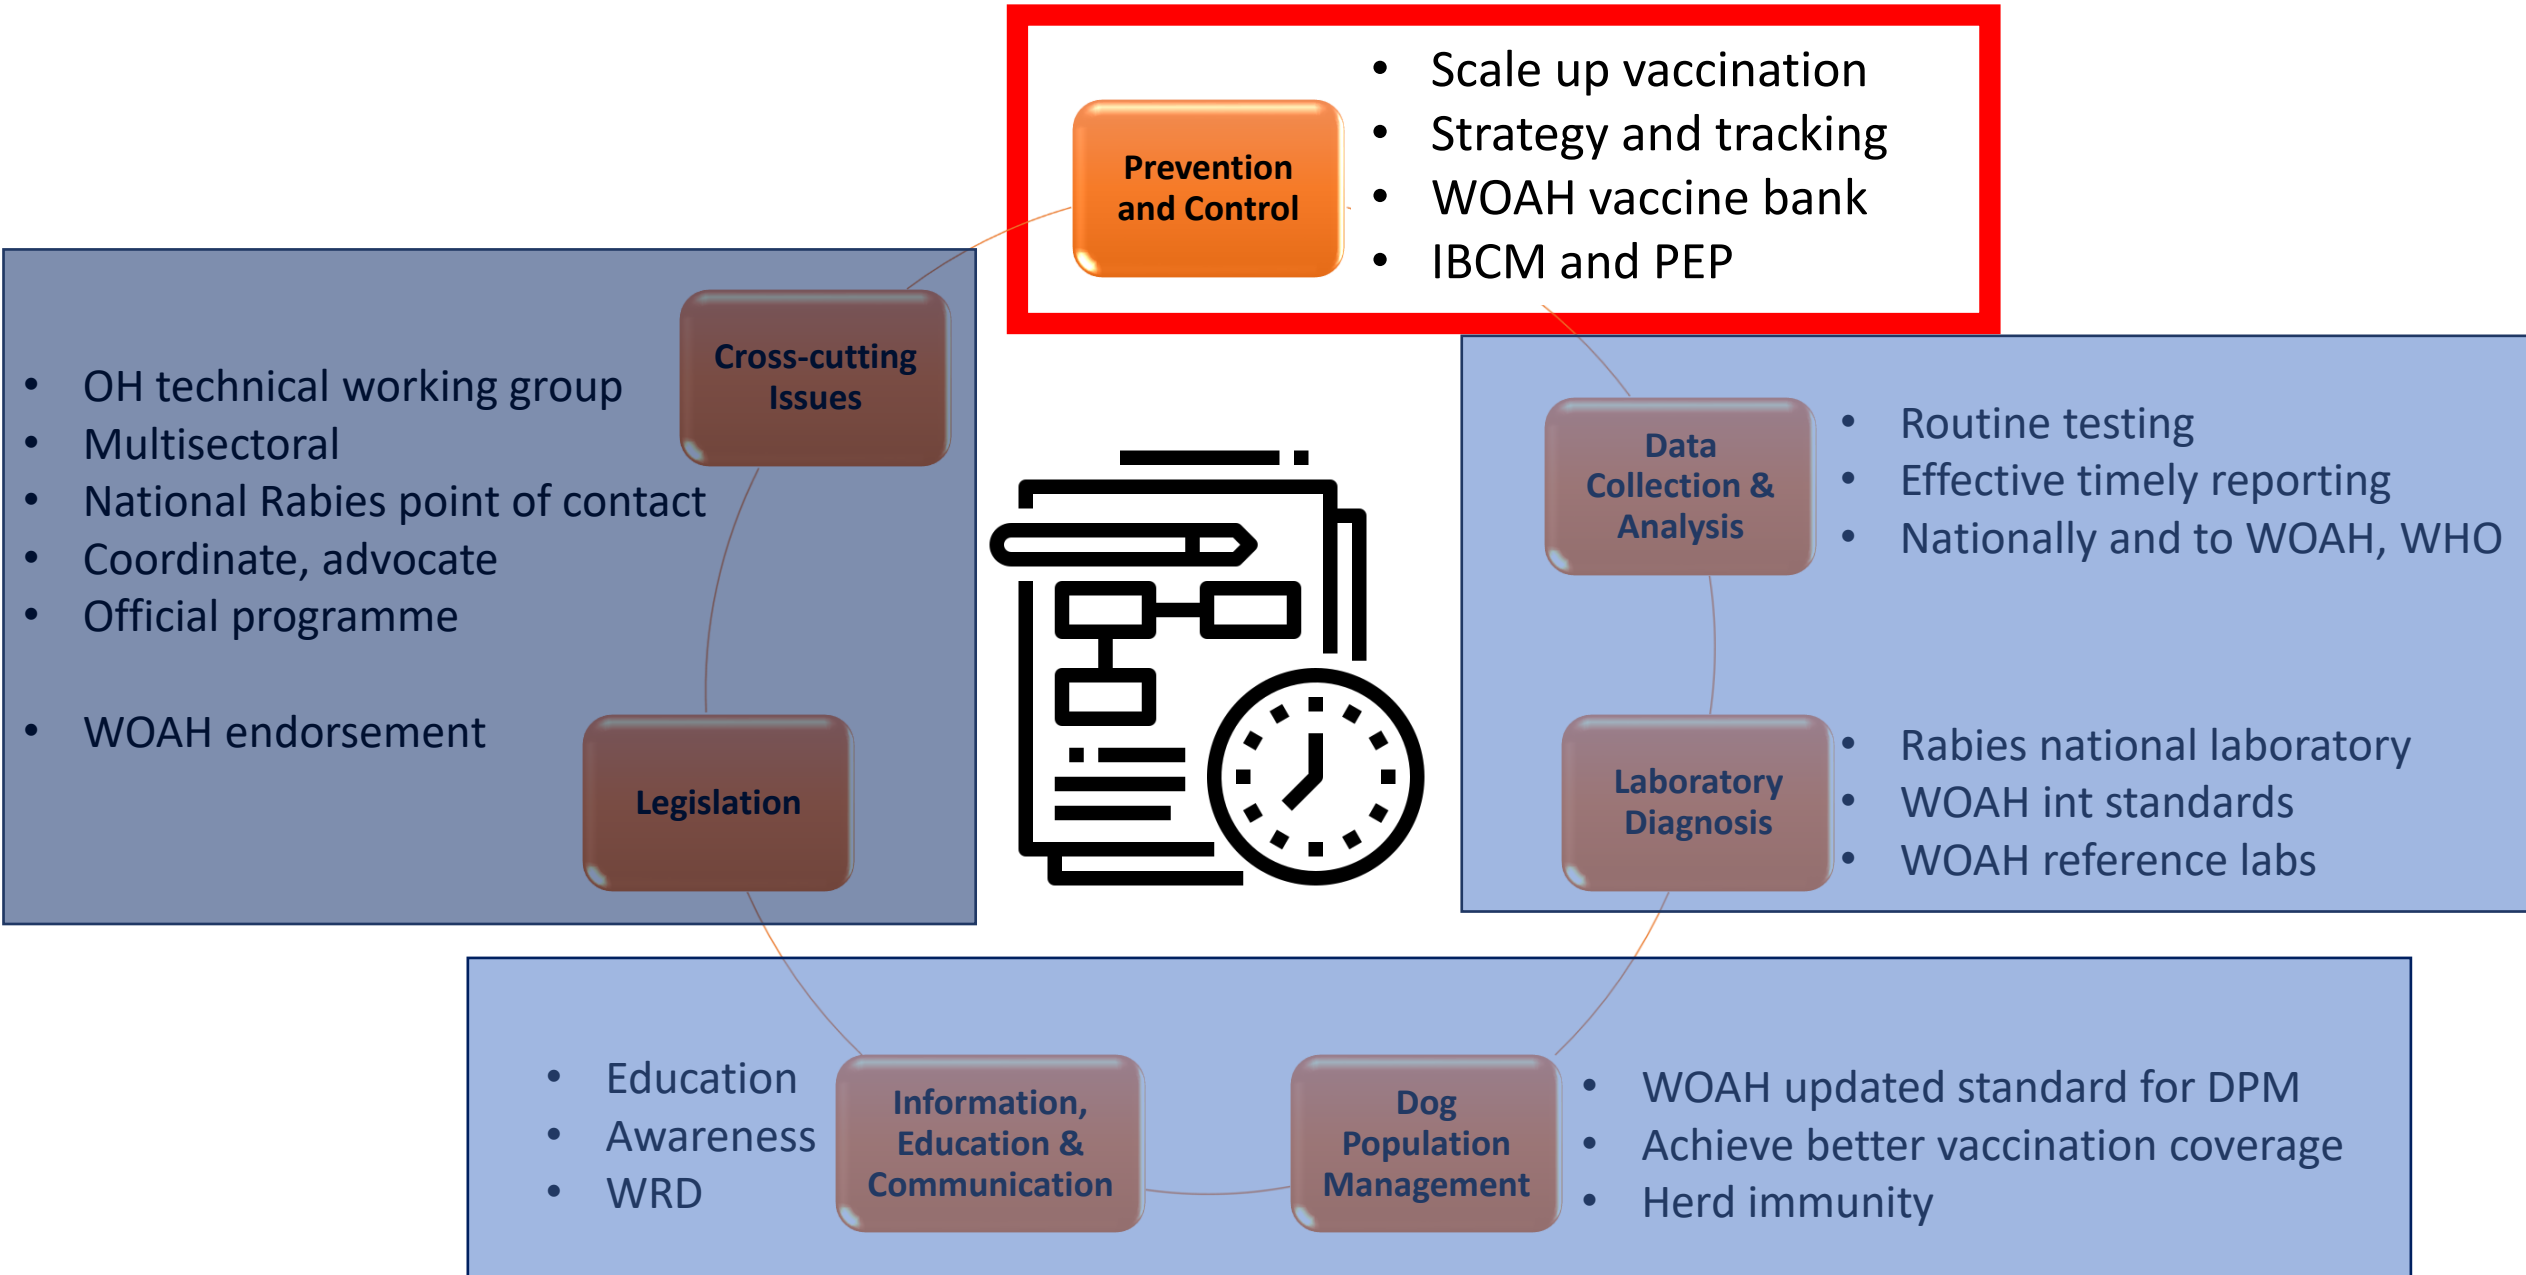 Prevention
and Control
• Scale up vaccination
• Strategy and tracking
• WOAH vaccine bank
• IBCM and PEP
Cross-cutting
Issues
• OH technical working group
• Multisectoral
• National Rabies point of contact
• Coordinate, advocate
• Official programme
• WOAH endorsement
Legislation
Data
Collection &
Analysis
• Routine testing
• Effective timely reporting
• Nationally and to WOAH, WHO
Laboratory
Diagnosis
• Rabies national laboratory
• WOAH int standards
• WOAH reference labs
• Education
• Awareness
• WRD
Information,
Education &
Communication
Dog
Population
Management
• WOAH updated standard for DPM
• Achieve better vaccination coverage
• Herd immunity